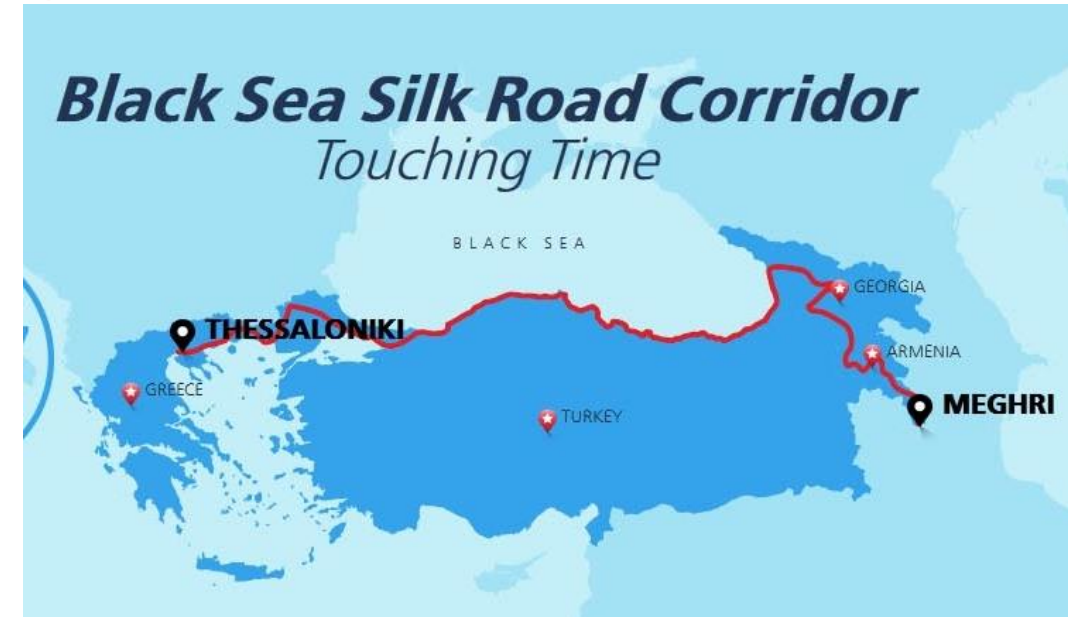 Black Sea Silk Road Corridor
Touching Time
BLACK SEA
GEORGIA
THESSALONIKI
ARMENIA
GREECE
MEGHRI
TURKEY